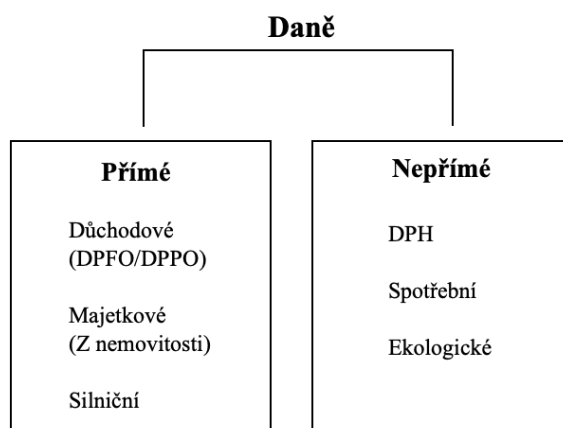 Daně
Přímé
Důchodové
(DPFO/DPPO)
Majetkové
(Z nemovitosti)
Silniční
Nepřímé
DPH
Spotřební
Ekologické